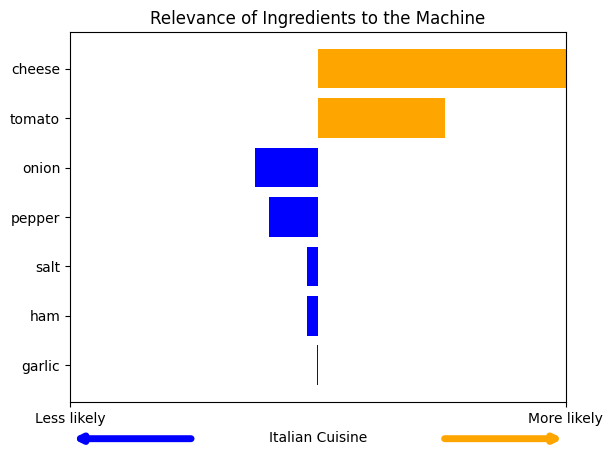 Relevance of Ingredients to the Machine
cheese
tomato
onion
pepper
salt
ham
garlic
Less likely
More likely
Italian Cuisine